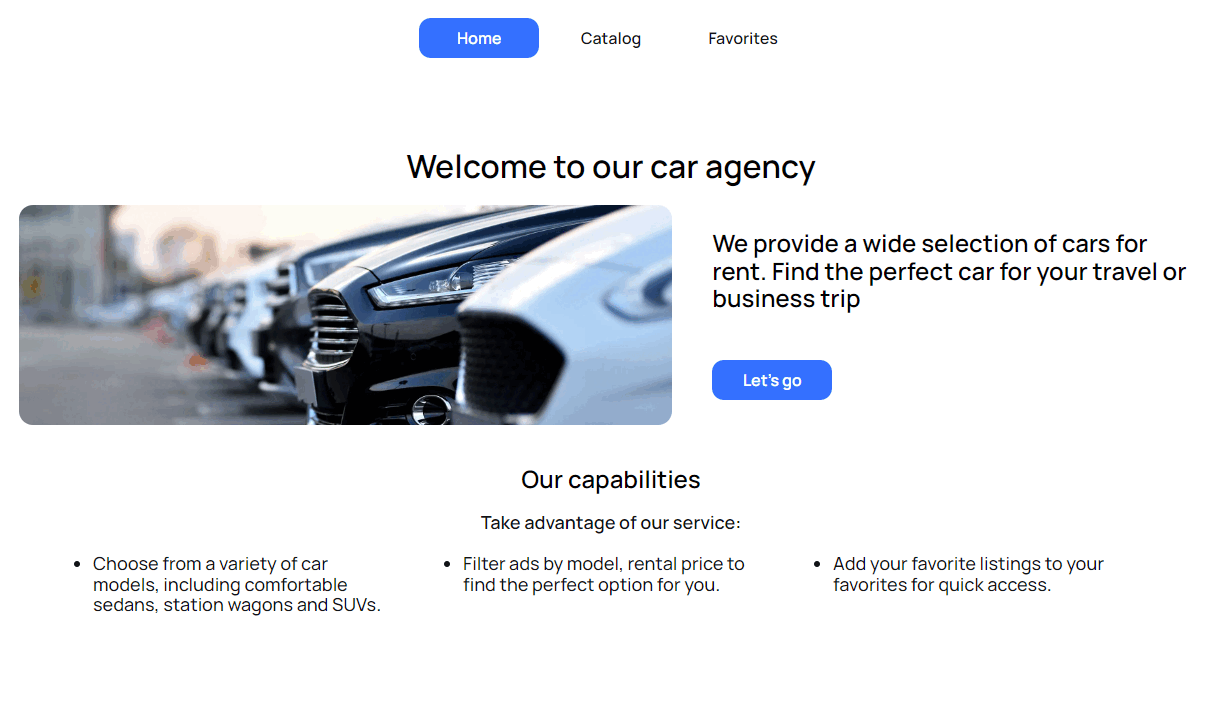 Home
Catalog
Favorites
Welcome to our car agency
We provide a wide selection of cars for
rent. Find the perfect car for your travel or
business trip
Let's go
Our capabilities
Take advantage of our service:
Choose from a variety of car
models, including comfortable
sedans, station wagons and SUVs.
Filter ads by model, rental price to
find the perfect option for you.
Add your favorite listings to your
favorites for quick access.